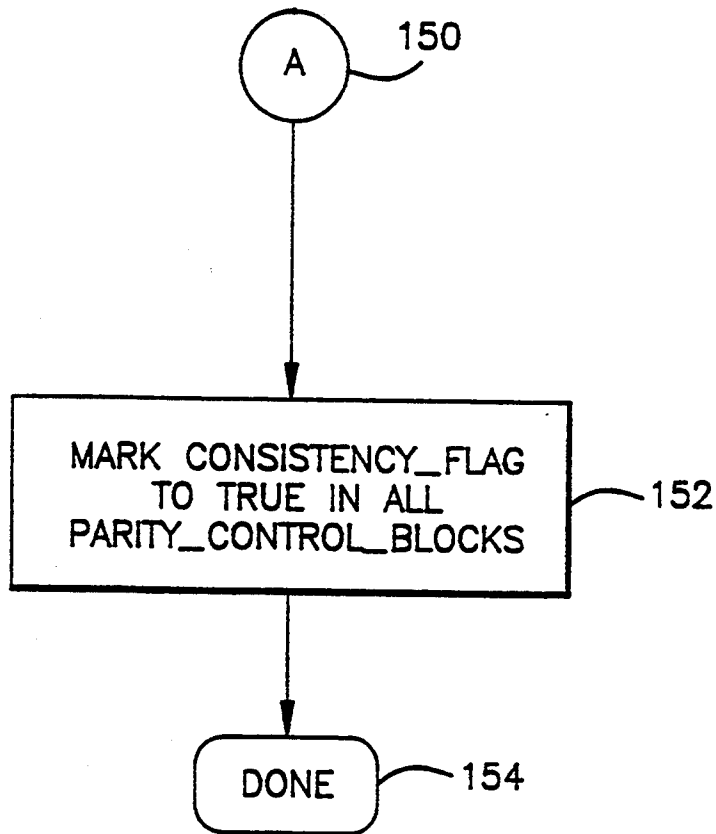 A
150
MARK CONSISTENCY_FLAG
TO TRUE IN ALL
PARITY_CONTROL_BLOCKS
152
DONE
154